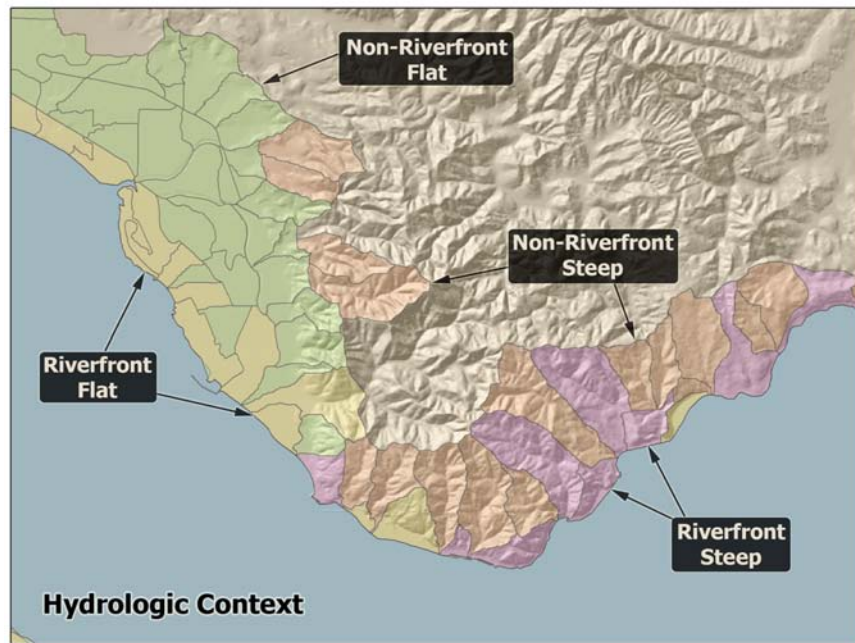 Non-Riverfront
Flat
Non-Riverfront
Steep
Riverfront
Flat
Riverfront
Steep
Hydrologic Context